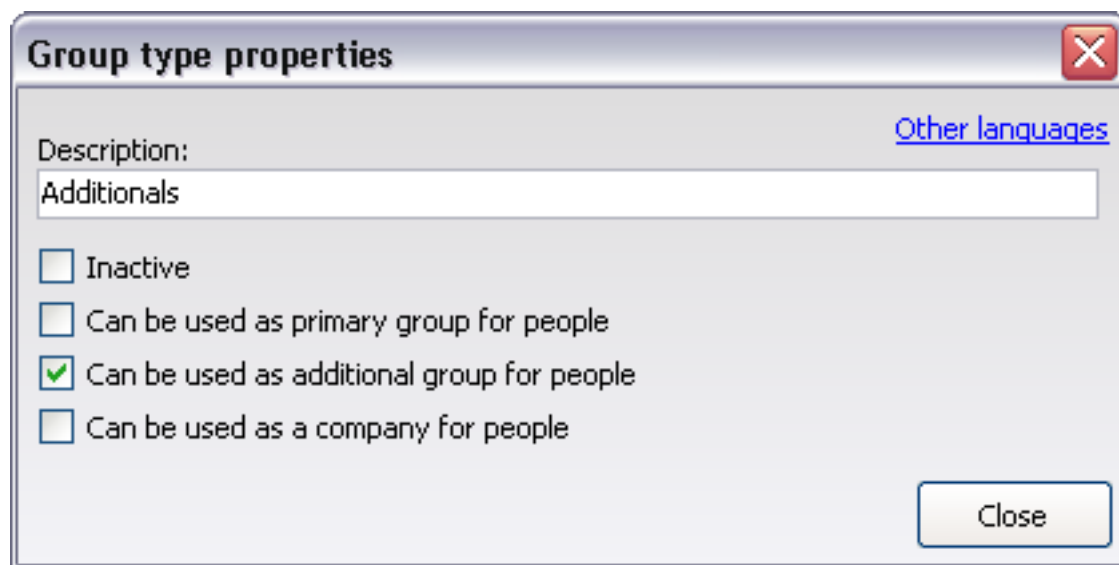 Group type properties
Other languages
Description:
Additionals
Inactive
Can be used as primary group for people
Can be used as additional group for people
Can be used as a company for people
Close